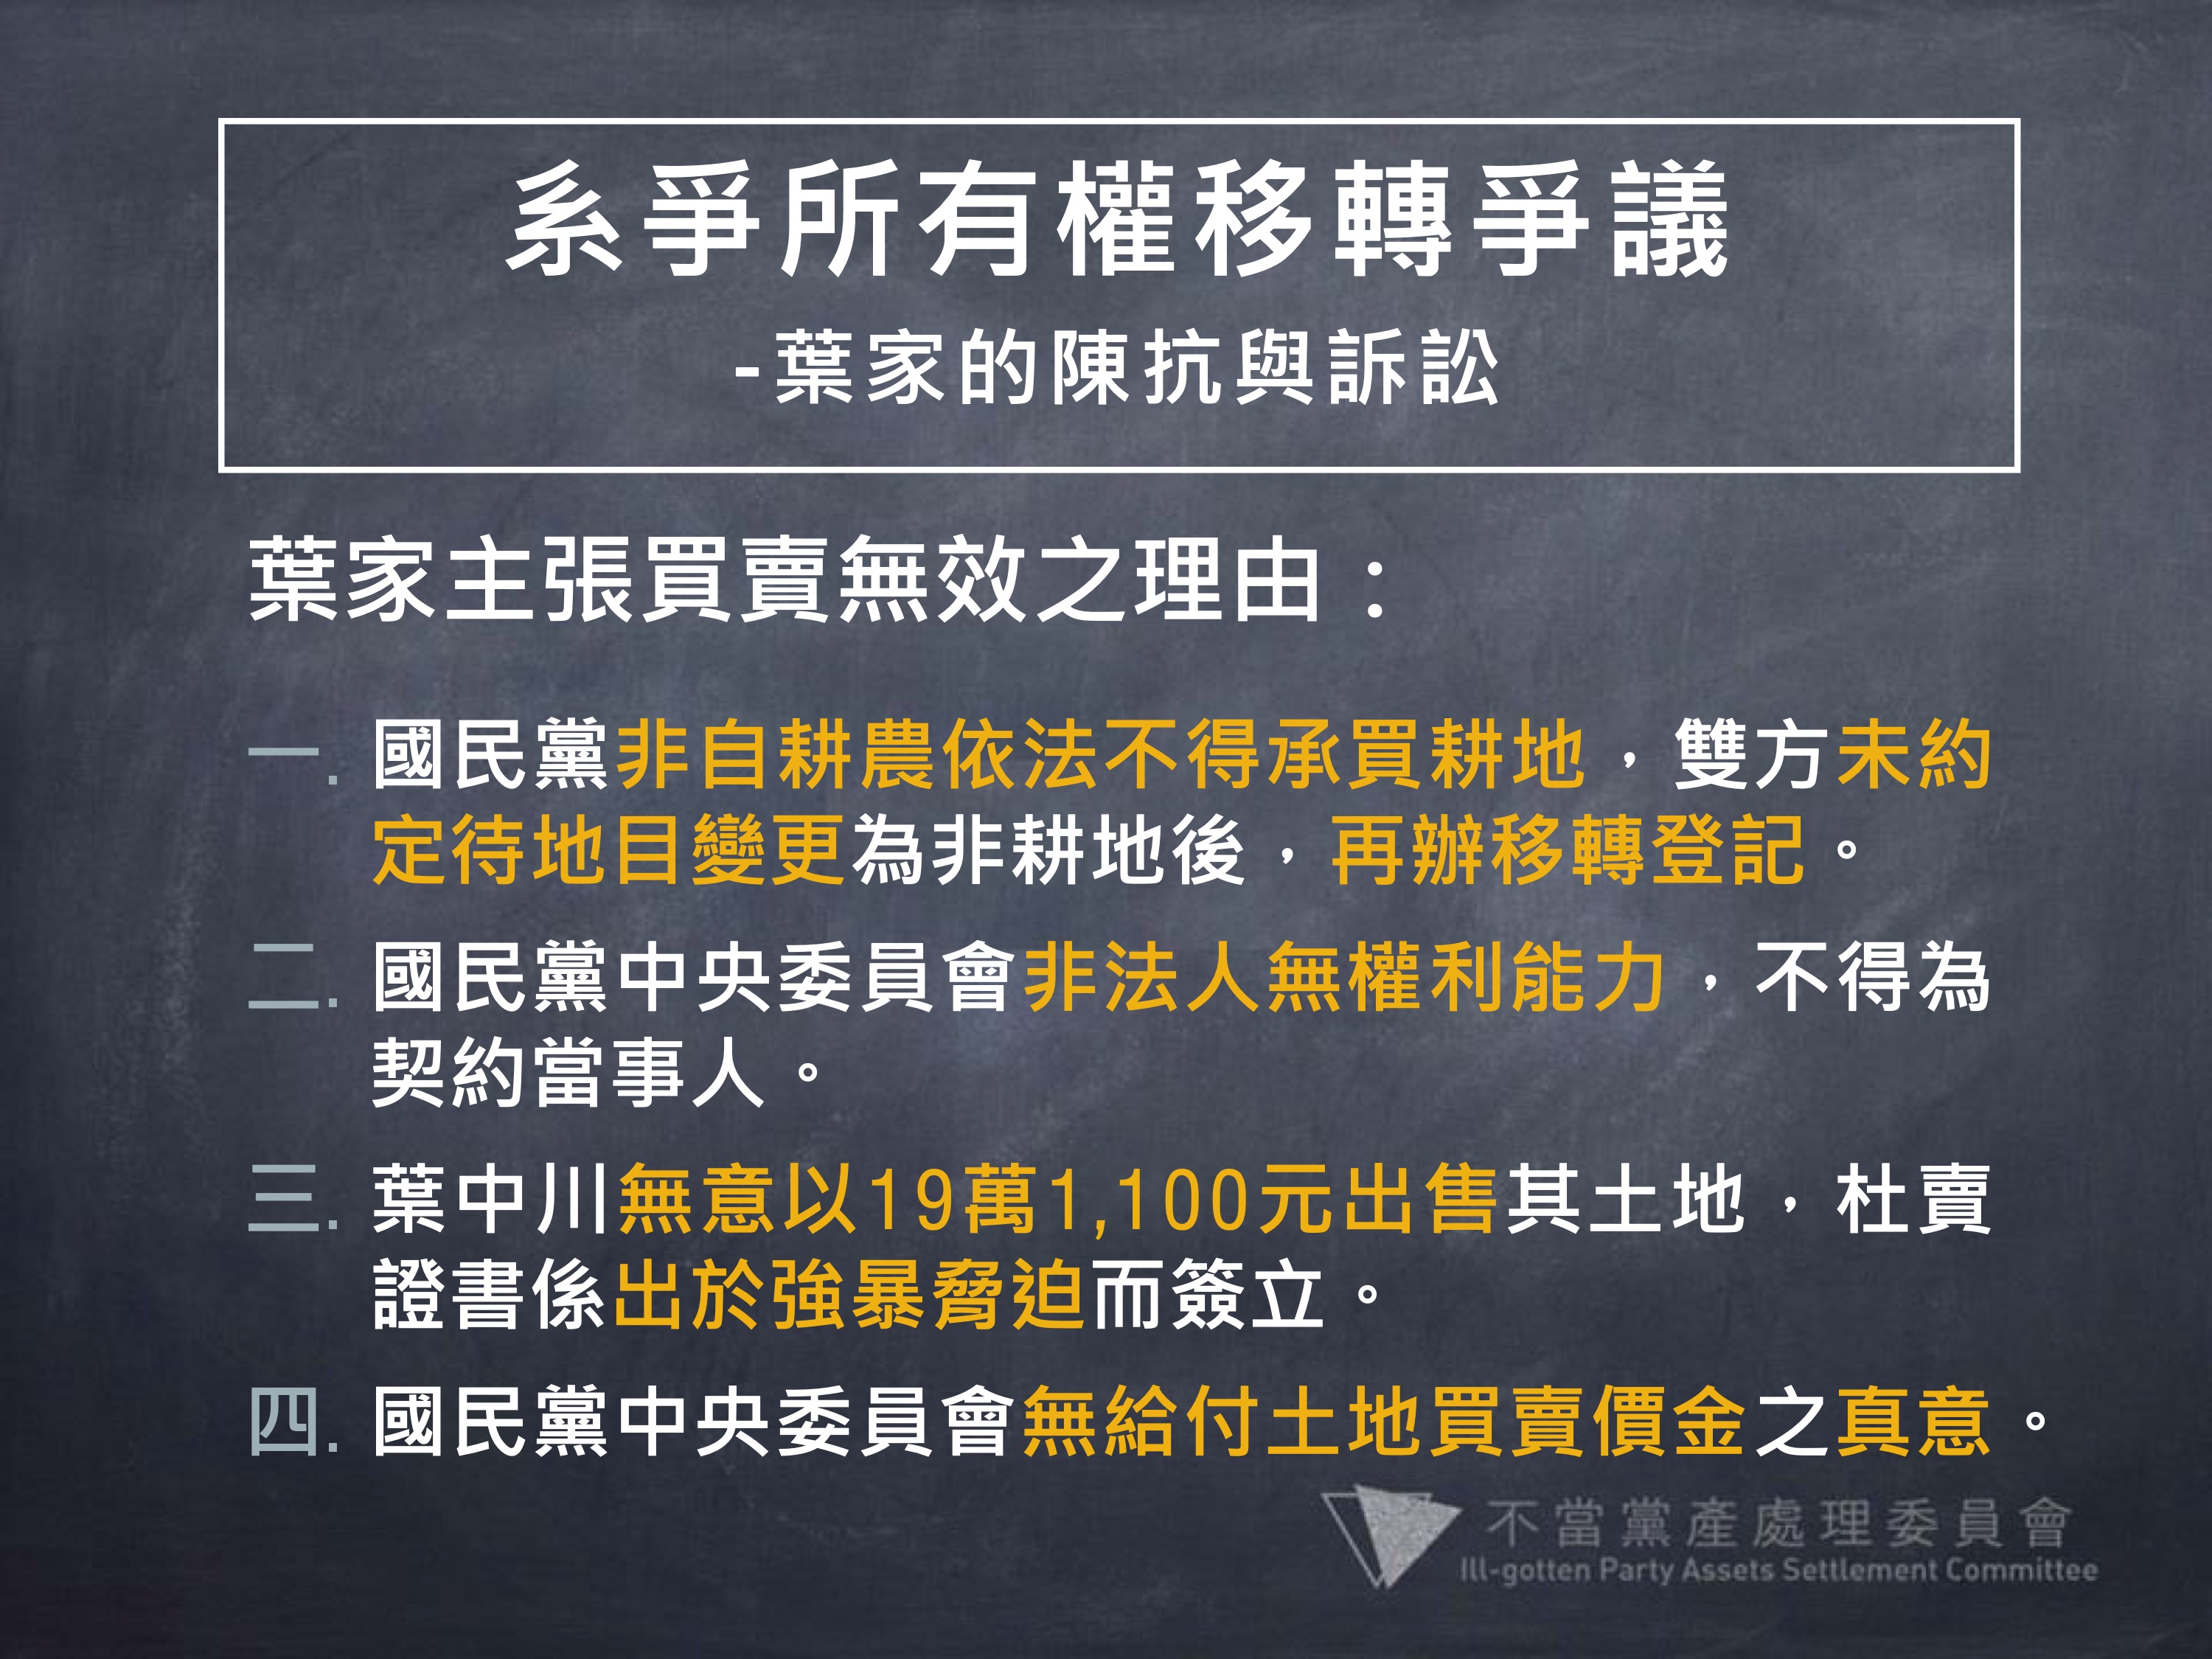 系爭所有權移轉爭議
-葉家的陳抗與訴訟
葉家主張買賣無效之理由：
一. 國民黨非自耕農依法不得承買耕地，雙方未約
定待地目變更為非耕地後，再辦移轉登記。
二. 國民黨中央委員會非法人無權利能力，不得為
契約當事人。
三. 葉中川無意以19萬1,100元出售其土地，杜賣
證書係出於強暴脅迫而簽立。
四. 國民黨中央委員會無給付土地買賣價金之真意。
不當黨產處理委員會
Ill-gotten Party Assets Settlement Committee